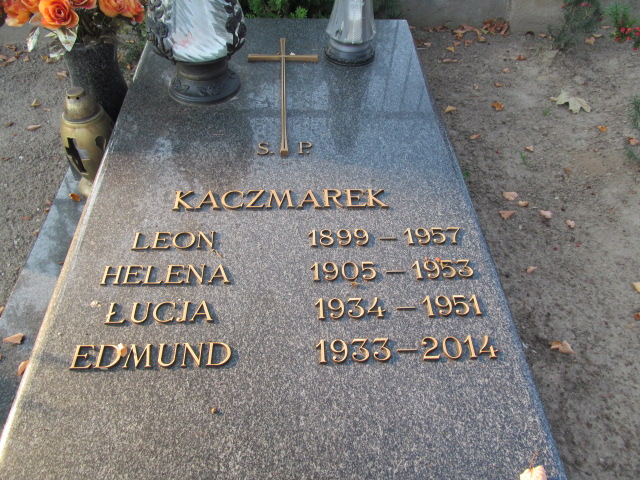 S. P
KACZMAREK
LEON 1899 – 1957
HELENA 1905 – 1953
ŁUCJA 1934 – 1951
EDMUND 1933 – 2014